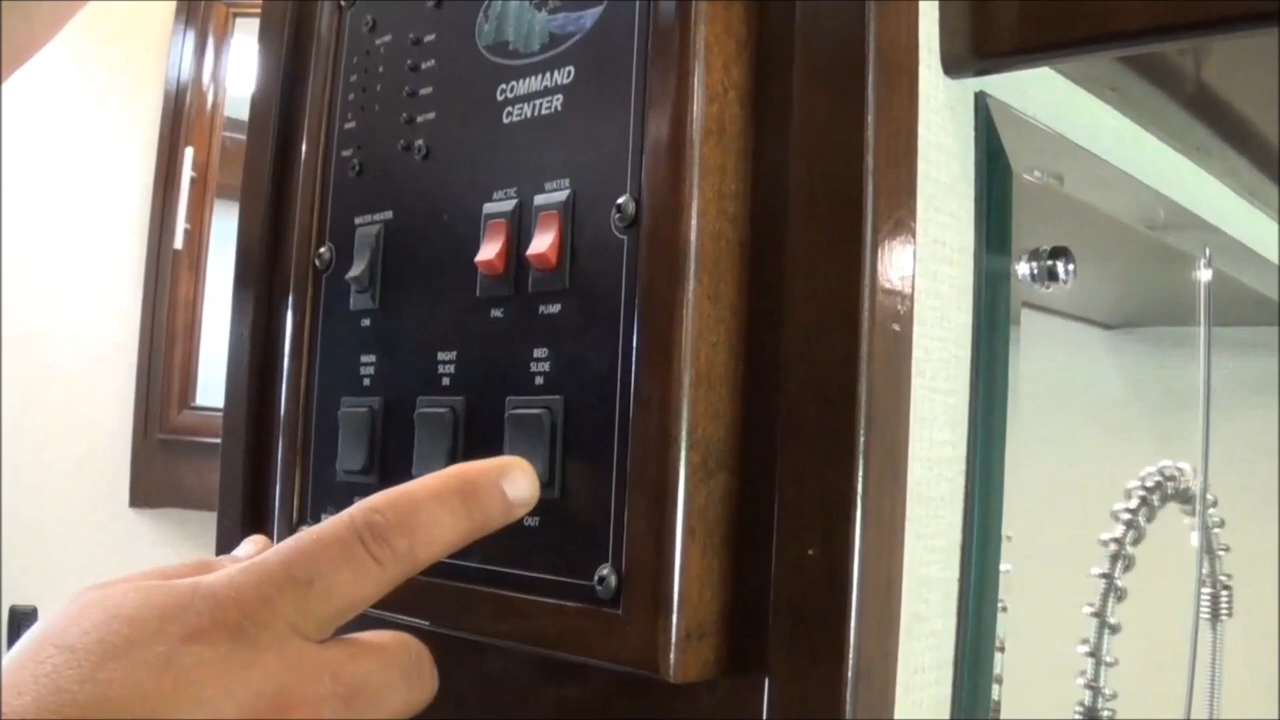 COMMAND
CENTER
ARCTIC
WATER
WATER HEATER
PAC
PUMP
ON
MAIN
SLIDE
IN
RIGHT
SLIDE
IN
BED
SLIDE
IN
OUT